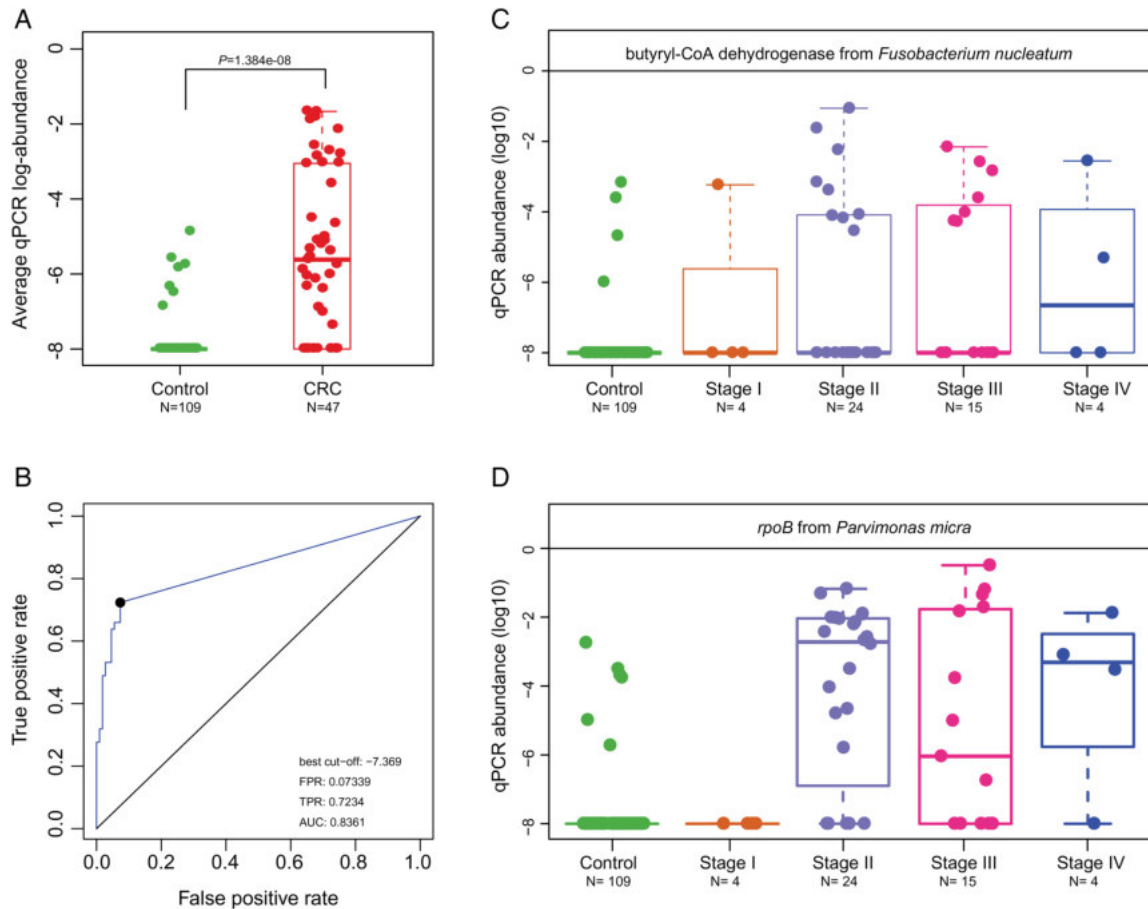 A
Average qPCR log-abundance
0
−2
−4
−6
−8
P=1.384e-08
Control
N=109
CRC
N=47
B
True positive rate
1.0
0.8
0.6
0.4
0.2
0.0
best cut-off: −7.369
FPR: 0.07339
TPR: 0.7234
AUC: 0.8361
0.0 0.2 0.4 0.6 0.8 1.0
False positive rate
C
butyryl-CoA dehydrogenase from Fusobacterium nucleatum
qPCR abundance (log10)
0
−2
−4
−6
−8
Control Stage I Stage II Stage III Stage IV
N= 109 N= 4 N= 24 N= 15 N= 4
D
rpoB from Parvimonas micra
qPCR abundance (log10)
0
−2
−4
−6
−8
Control Stage I Stage II Stage III Stage IV
N= 109 N= 4 N= 24 N= 15 N= 4